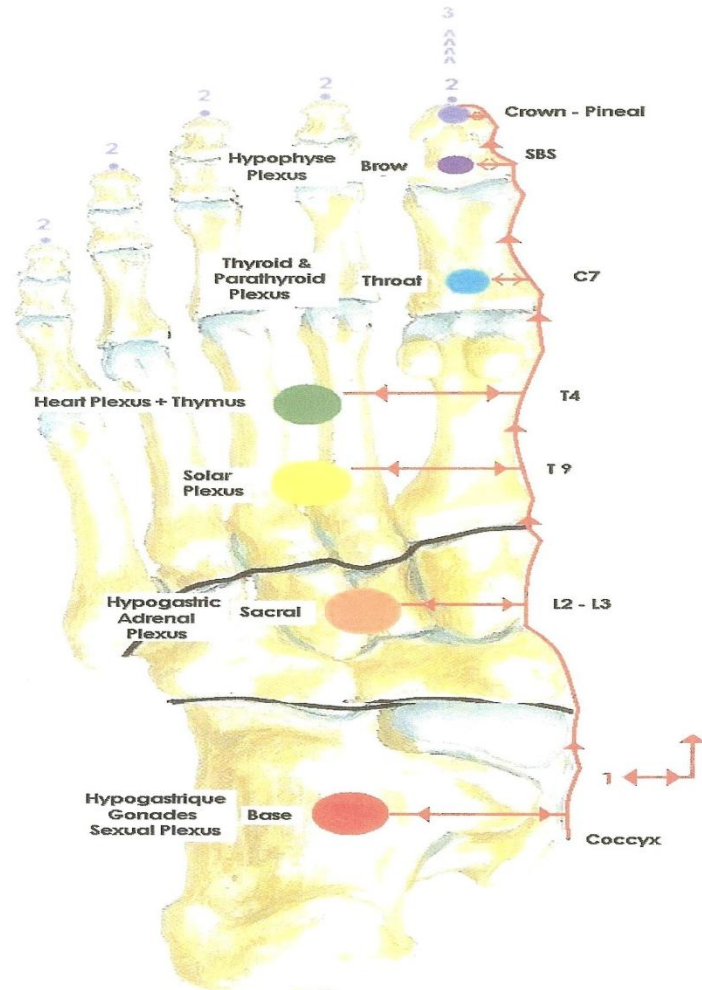 3
^
^
^
^
2
2
2
2
2
Crown - Pineal
SBS
Hypophyse
Plexus
Brow
Thyroid &
Parathyroid
Plexus
Throat
C7
Heart Plexus + Thymus
T4
Solar
Plexus
T 9
Hypogastric
Adrenal
Plexus
Sacral
L2 - L3
1
Hypogastrique
Gonades
Sexual Plexus
Base
Coccyx